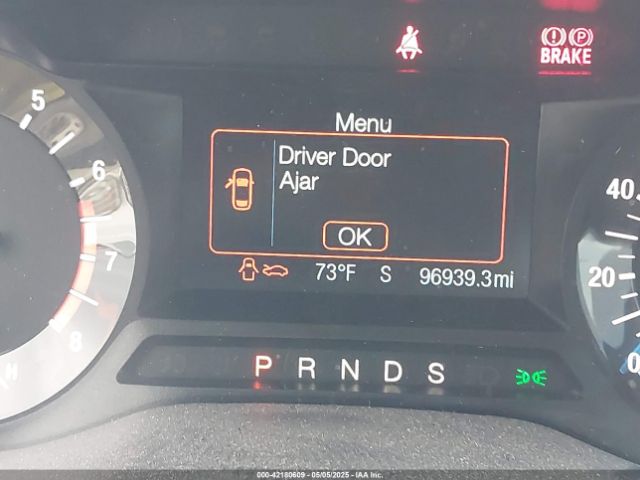 BRAKE
5
Menu
6
Driver Door
Ajar
40
OK
7
73°F S 96939.3mi
20
8
P R N D S
0
H
000-42180609 - 05/05/2025 - IAA Inc.